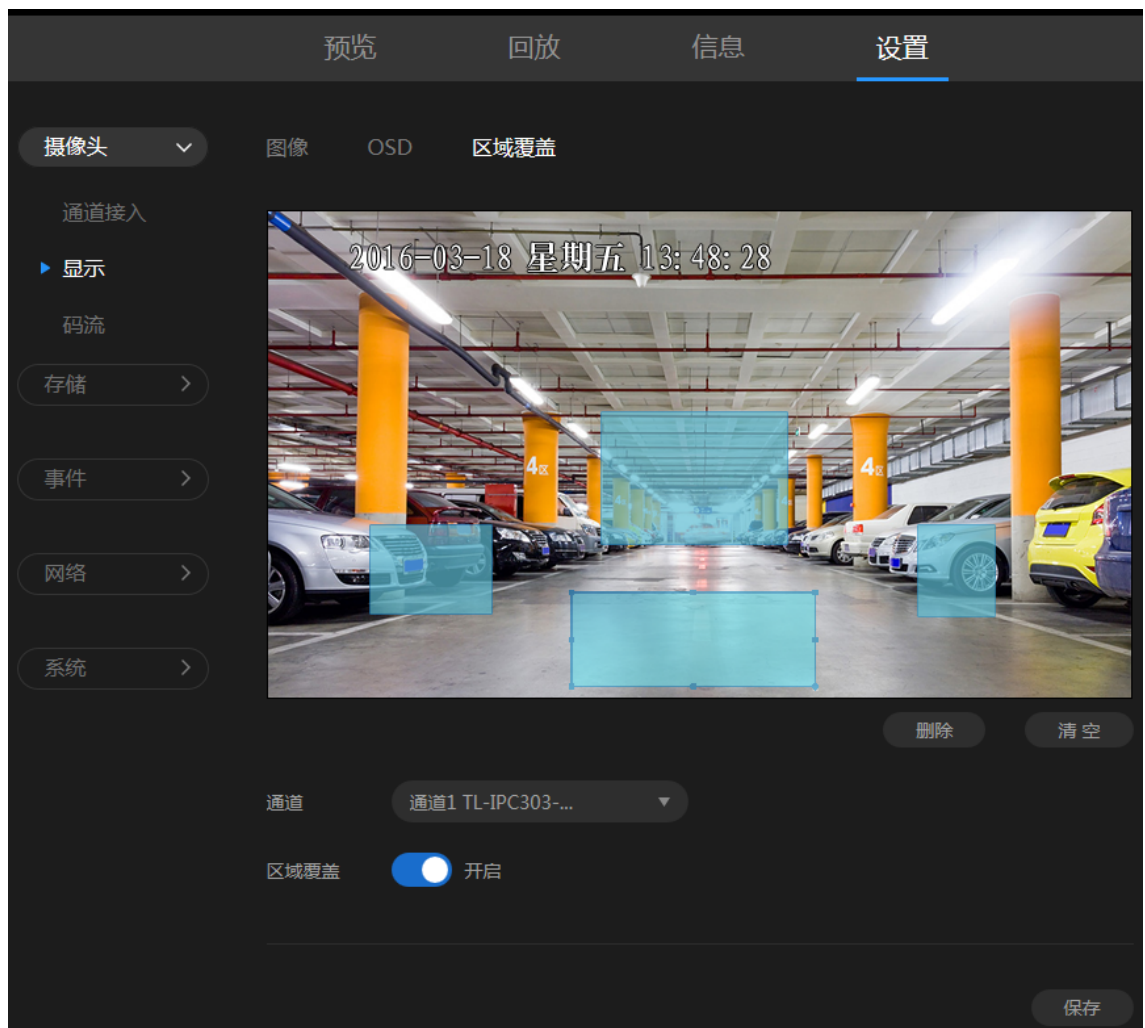 预览 回放 信息 设置
摄像头 图像 OSD 区域覆盖
通道接入
显示
码流
存储
事件
网络
系统
2016-03-18 星期五 13:48:28
4区 4区
删除 清空
通道 通道1 TL-IPC303-...
区域覆盖 开启
保存